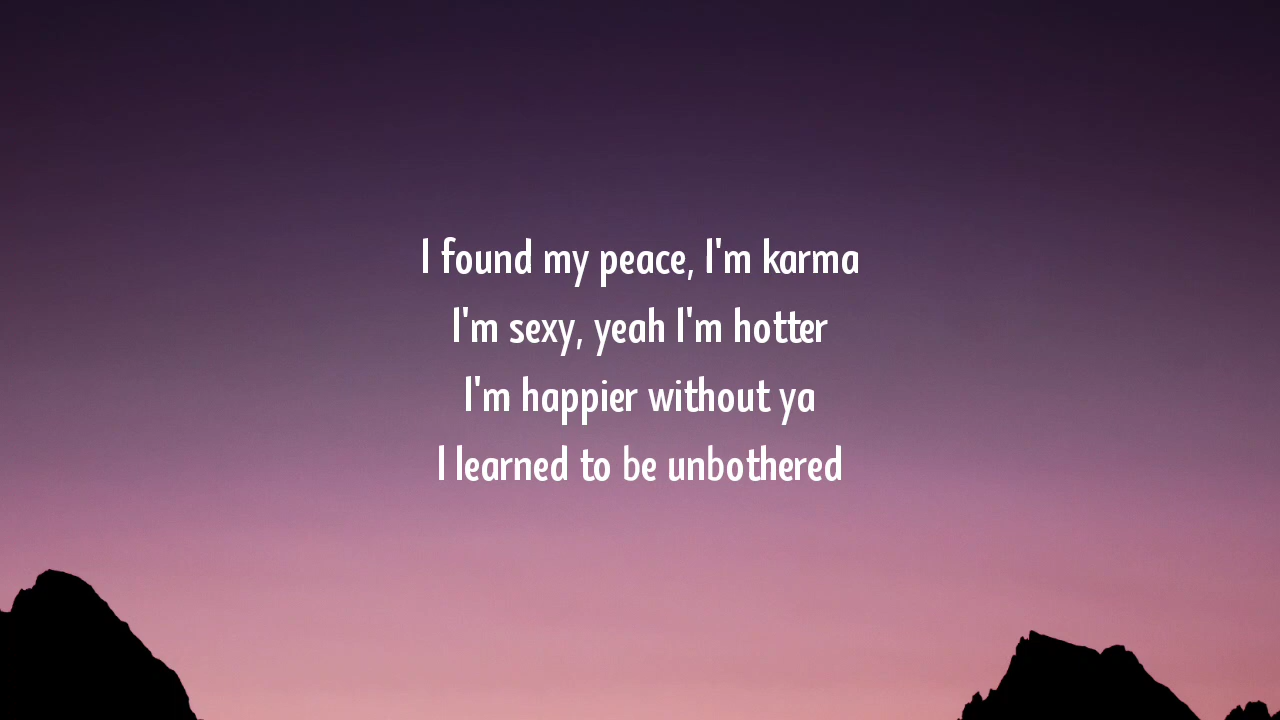 I found my peace, I'm karma
I'm sexy, yeah I'm hotter
I'm happier without ya
I learned to be unbothered